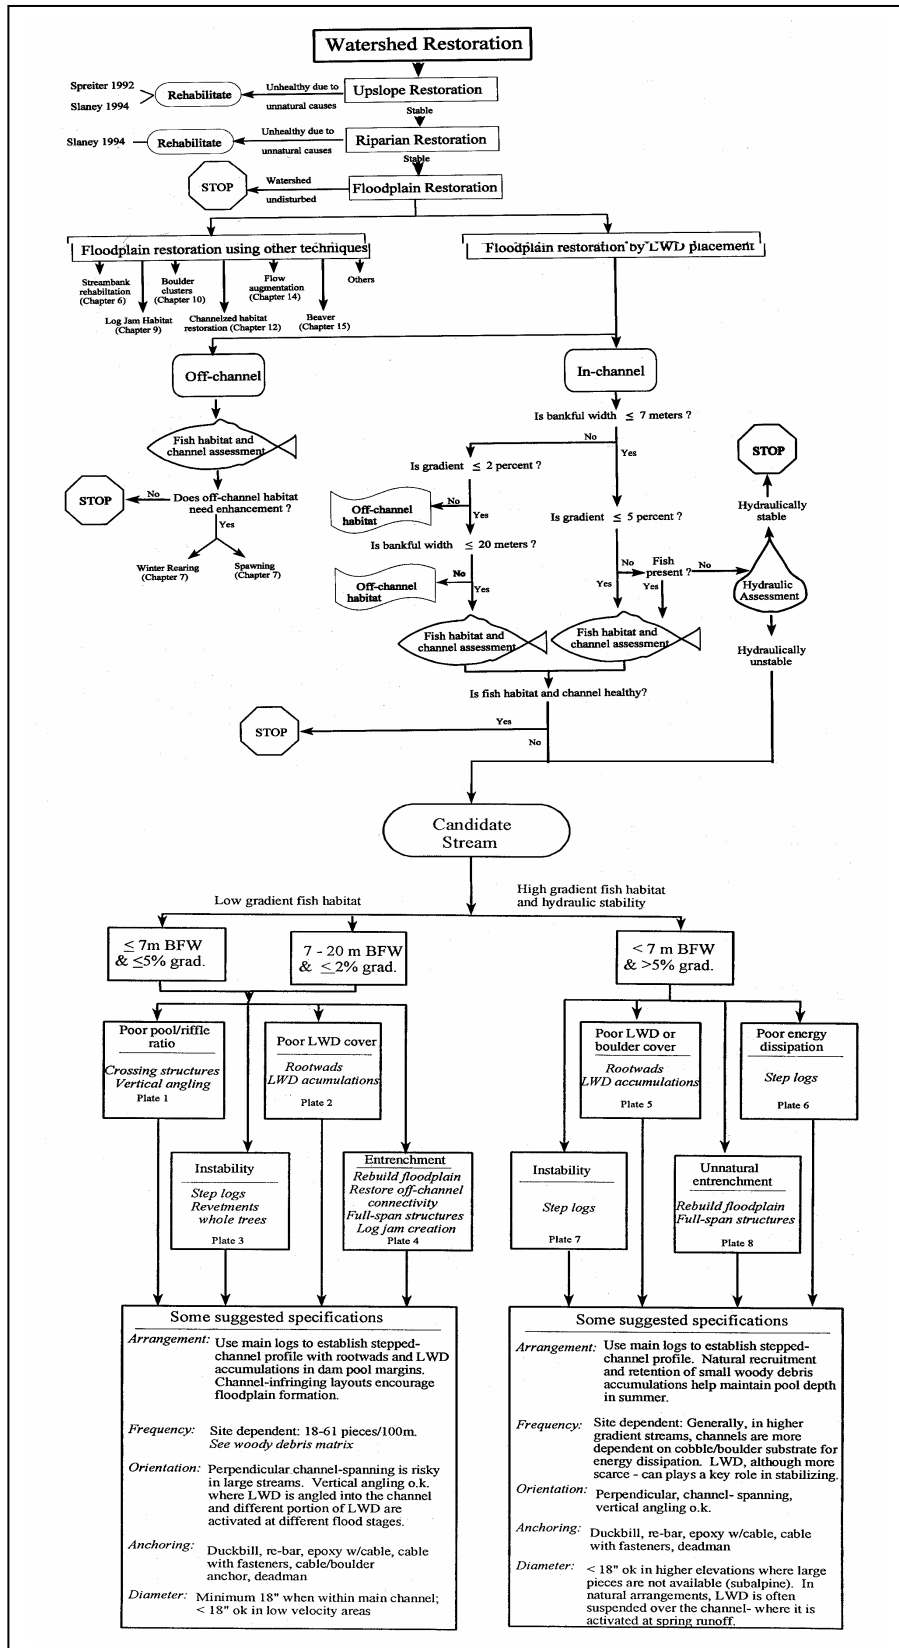 Watershed Restoration
Spreiter 1992
Slaney 1994
Rehabilitate
Unhealthy due to
unnatural causes
Upslope Restoration
Stable
Slaney 1994
Rehabilitate
Unhealthy due to
unnatural causes
Riparian Restoration
Stable
STOP
Watershed
undisturbed
Floodplain Restoration
Floodplain restoration using other techniques
Floodplain restoration by LWD placement
Streambank
rehabiltation
(Chapter 6)
Boulder
clusters
(Chapter 10)
Flow
augmentation
(Chapter 14)
Others
Log Jam Habitat
(Chapter 9)
Channelzed habitat
restoration (Chapter 12)
Beaver
(Chapter 15)
Off-channel
In-channel
Fish habitat and
channel assessment
Is bankful width ≤ 7 meters ?
No
Yes
STOP
Is gradient ≤ 2 percent ?
STOP
No
Does off-channel habitat
need enhancement ?
Yes
Off-channel
habitat
No
Yes
Is gradient ≤ 5 percent ?
Hydraulically
stable
Is bankful width ≤ 20 meters ?
Winter Rearing
(Chapter 7)
Spawning
(Chapter 7)
Off-channel
habitat
No
Yes
No
Yes
Fish
present ?
Yes
No
Hydraulic
Assessment
Fish habitat and
channel assessment
Fish habitat and
channel assessment
Hydraulically
unstable
Is fish habitat and channel healthy?
STOP
Yes
No
Candidate
Stream
Low gradient fish habitat
High gradient fish habitat
and hydraulic stability
≤ 7m BFW
& ≤5% grad.
7 - 20 m BFW
& ≤2% grad.
< 7 m BFW
& >5% grad.
Poor pool/riffle
ratio
Crossing structures
Vertical angling
Plate 1
Poor LWD cover
Rootwads
LWD acumulations
Plate 2
Poor LWD or
boulder cover
Rootwads
LWD accumulations
Plate 5
Poor energy
dissipation
Step logs
Plate 6
Instability
Step logs
Revetments
whole trees
Plate 3
Entrenchment
Rebuild floodplain
Restore off-channel
connectivity
Full-span structures
Log jam creation
Plate 4
Instability
Step logs
Plate 7
Unnatural
entrenchment
Rebuild floodplain
Full-span structures
Plate 8
Some suggested specifications
Arrangement: Use main logs to establish stepped-
channel profile with rootwads and LWD
accumulations in dam pool margins.
Channel-infringing layouts encourage
floodplain formation.
Frequency: Site dependent: 18-61 pieces/100m.
See woody debris matrix
Orientation: Perpendicular channel-spanning is risky
in large streams. Vertical angling o.k.
where LWD is angled into the channel
and different portion of LWD are
activated at different flood stages.
Anchoring: Duckbill, re-bar, epoxy w/cable, cable
with fasteners, cable/boulder
anchor, deadman
Diameter: Minimum 18" when within main channel;
< 18" ok in low velocity areas
Some suggested specifications
Arrangement: Use main logs to establish stepped-
channel profile. Natural recruitment
and retention of small woody debris
accumulations help maintain pool depth
in summer.
Frequency: Site dependent: Generally, in higher
gradient streams, channels are more
dependent on cobble/boulder substrate for
energy dissipation. LWD, although more
scarce - can plays a key role in stabilizing.
Orientation: Perpendicular, channel- spanning,
vertical angling o.k.
Anchoring: Duckbill, re-bar, epoxy w/cable, cable
with fasteners, deadman
Diameter: < 18" ok in higher elevations where large
pieces are not available (subalpine). In
natural arrangements, LWD is often
suspended over the channel- where it is
activated at spring runoff.